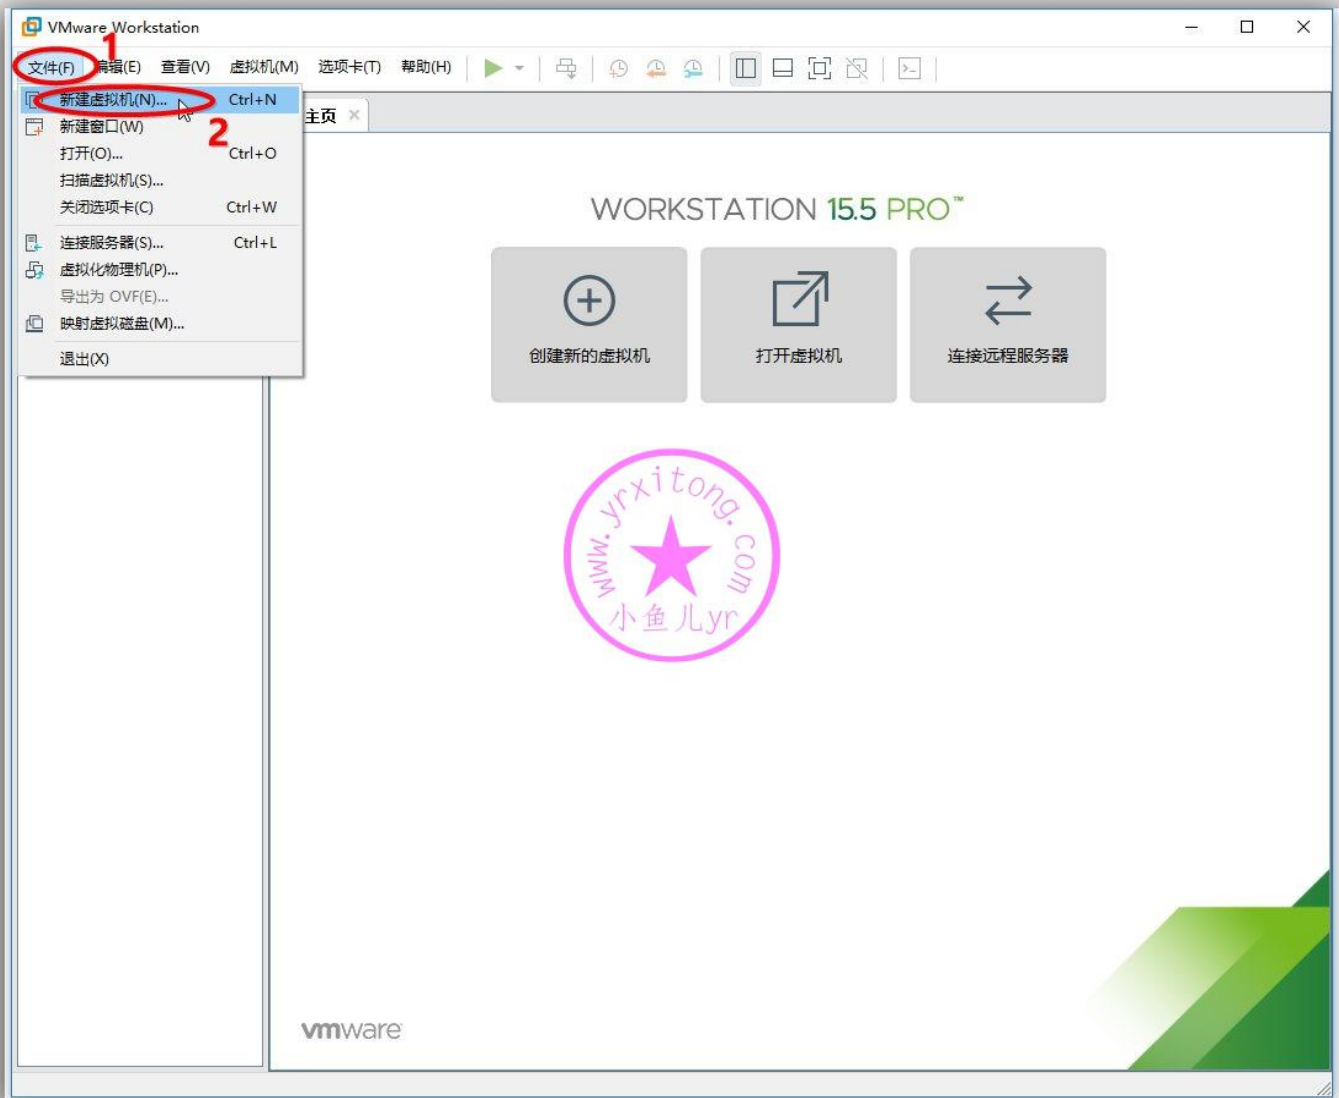 VMware Workstation
1
文件(F) 编辑(E) 查看(V) 虚拟机(M) 选项卡(T) 帮助(H)
新建虚拟机(N)... Ctrl+N
2
新建窗口(W)
打开(O)... Ctrl+O
扫描虚拟机(S)...
关闭选项卡(C) Ctrl+W
连接服务器(S)... Ctrl+L
虚拟化物理机(P)...
导出为 OVF(E)...
映射虚拟磁盘(M)...
退出(X)
主页
WORKSTATION 15.5 PRO™
创建新的虚拟机
打开虚拟机
连接远程服务器
www.yrxitong.com
小鱼儿yr
vmware